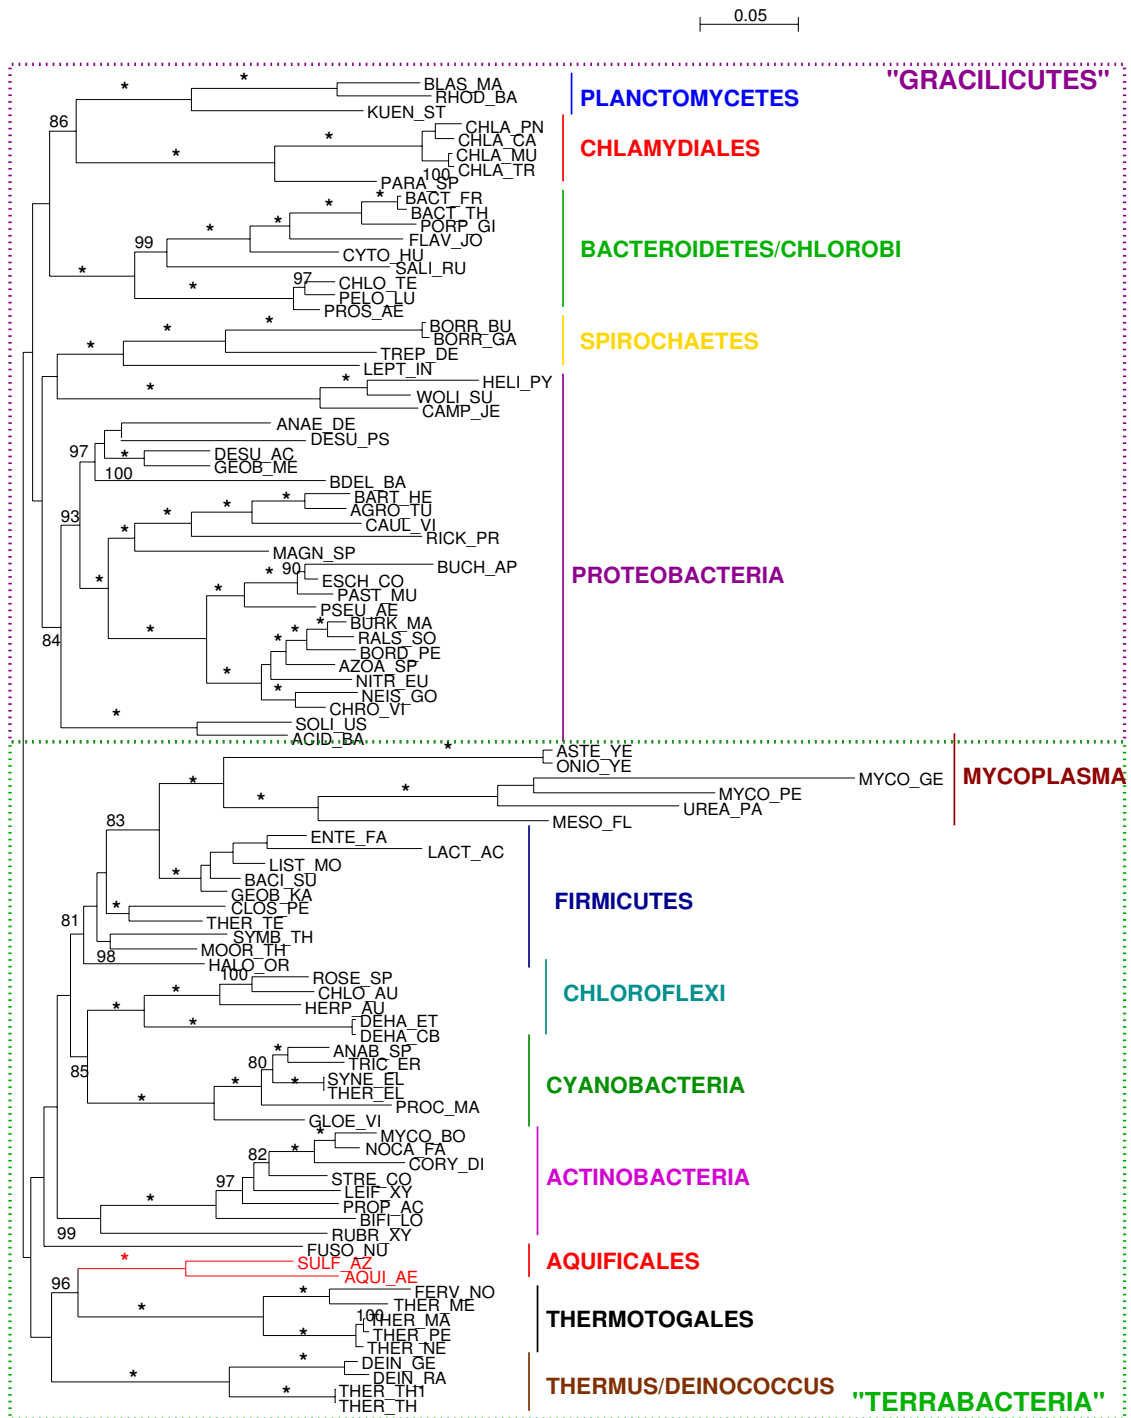 0.05
"GRACILICUTES"
*
*
BLAS_MA
RHOD_BA
PLANCTOMYCETES
KUEN_ST
86
CHLA_PN
*
CHLA_CA
CHLAMYDIALES
*
CHLA_MU
CHLA_TR
100
PARA_SP
*
BACT_FR
*
BACT_TH
*
PORP_GI
*
FLAV_JO
99
BACTEROIDETES/CHLOROBI
CYTO_HU
*
SALI_RU
97
CHLO_TE
*
PELO_LU
PROS_AE
*
BORR_BU
*
BORR_GA
SPIROCHAETES
*
TREP_DE
LEPT_IN
*
HELI_PY
*
WOLI_SU
CAMP_JE
ANAE_DE
DESU_PS
97
*
DESU_AC
GEOB_ME
100
BDEL_BA
*
BART_HE
*
AGRO_TU
93
*
CAUL_VI
*
RICK_PR
MAGN_SP
BUCH_AP
*
90
PROTEOBACTERIA
*
ESCH_CO
*
PAST_MU
PSEU_AE
*
BURK_MA
*
*
RALS_SO
84
*
BORD_PE
AZOA_SP
*
NITR_EU
*
NEIS_GO
CHRO_VI
*
SOLI_US
ACID_BA
*
ASTE_YE
ONIO_YE
*
MYCO_GE
MYCOPLASMA
*
*
MYCO_PE
UREA_PA
83
MESO_FL
ENTE_FA
LACT_AC
LIST_MO
*
BACI_SU
GEOB_KA
FIRMICUTES
*
CLOS_PE
81
THER_TE
SYMB_TH
98
MOOR_TH
HALO_OR
100
ROSE_SP
*
CHLO_AU
CHLOROFLEXI
*
HERP_AU
*
DEHA_ET
DEHA_CB
*
ANAB_SP
80
TRIC_ER
85
*
*
SYNE_EL
CYANOBACTERIA
*
THER_EL
PROC_MA
GLOE_VI
*
MYCO_BO
*
NOCA_FA
82
CORY_DI
97
STRE_CO
ACTINOBACTERIA
*
LEIF_XY
PROP_AC
BIFI_LO
99
RUBR_XY
FUSO_NU
*
SULF_AZ
AQUIFICALES
AQUI_AE
96
*
FERV_NO
*
THER_ME
100
THER_MA
THERMOTOGALES
*
THER_PE
THER_NE
*
DEIN_GE
*
DEIN_RA
THERMUS/DEINOCOCCUS
*
THER_TH1
THER_TH
"TERRABACTERIA"